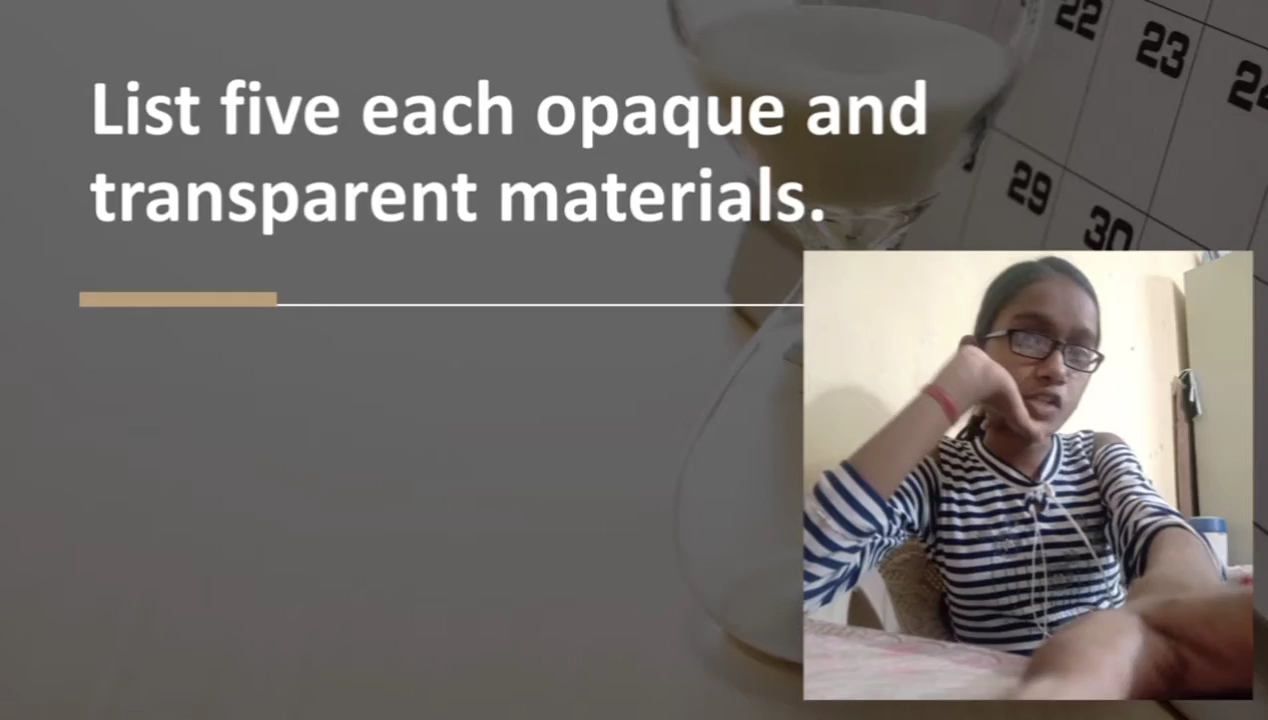 List five each opaque and
transparent materials.
22
23
29
30